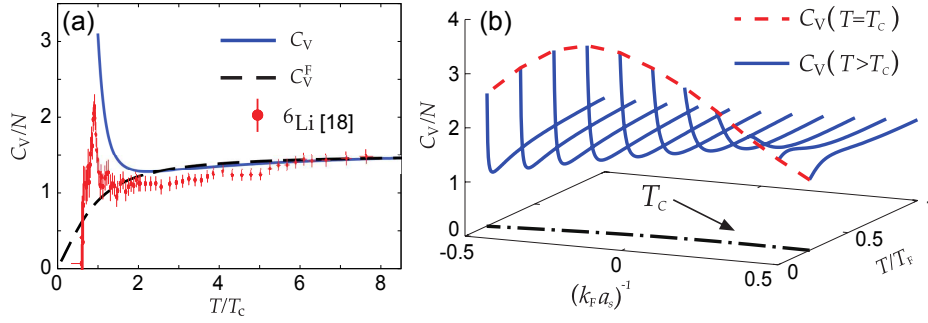 (a)
C_V
C_V^F
6Li [18]
C_V/N
3
2
1
0
0 2 4 6 8
T/T_c
(b)
C_V(T=T_C)
C_V(T>T_C)
C_V/N
4
3
2
1
0
T_C
-0.5 0 0.5
(k_F a_s)^-1
0 0.5
T/T_F